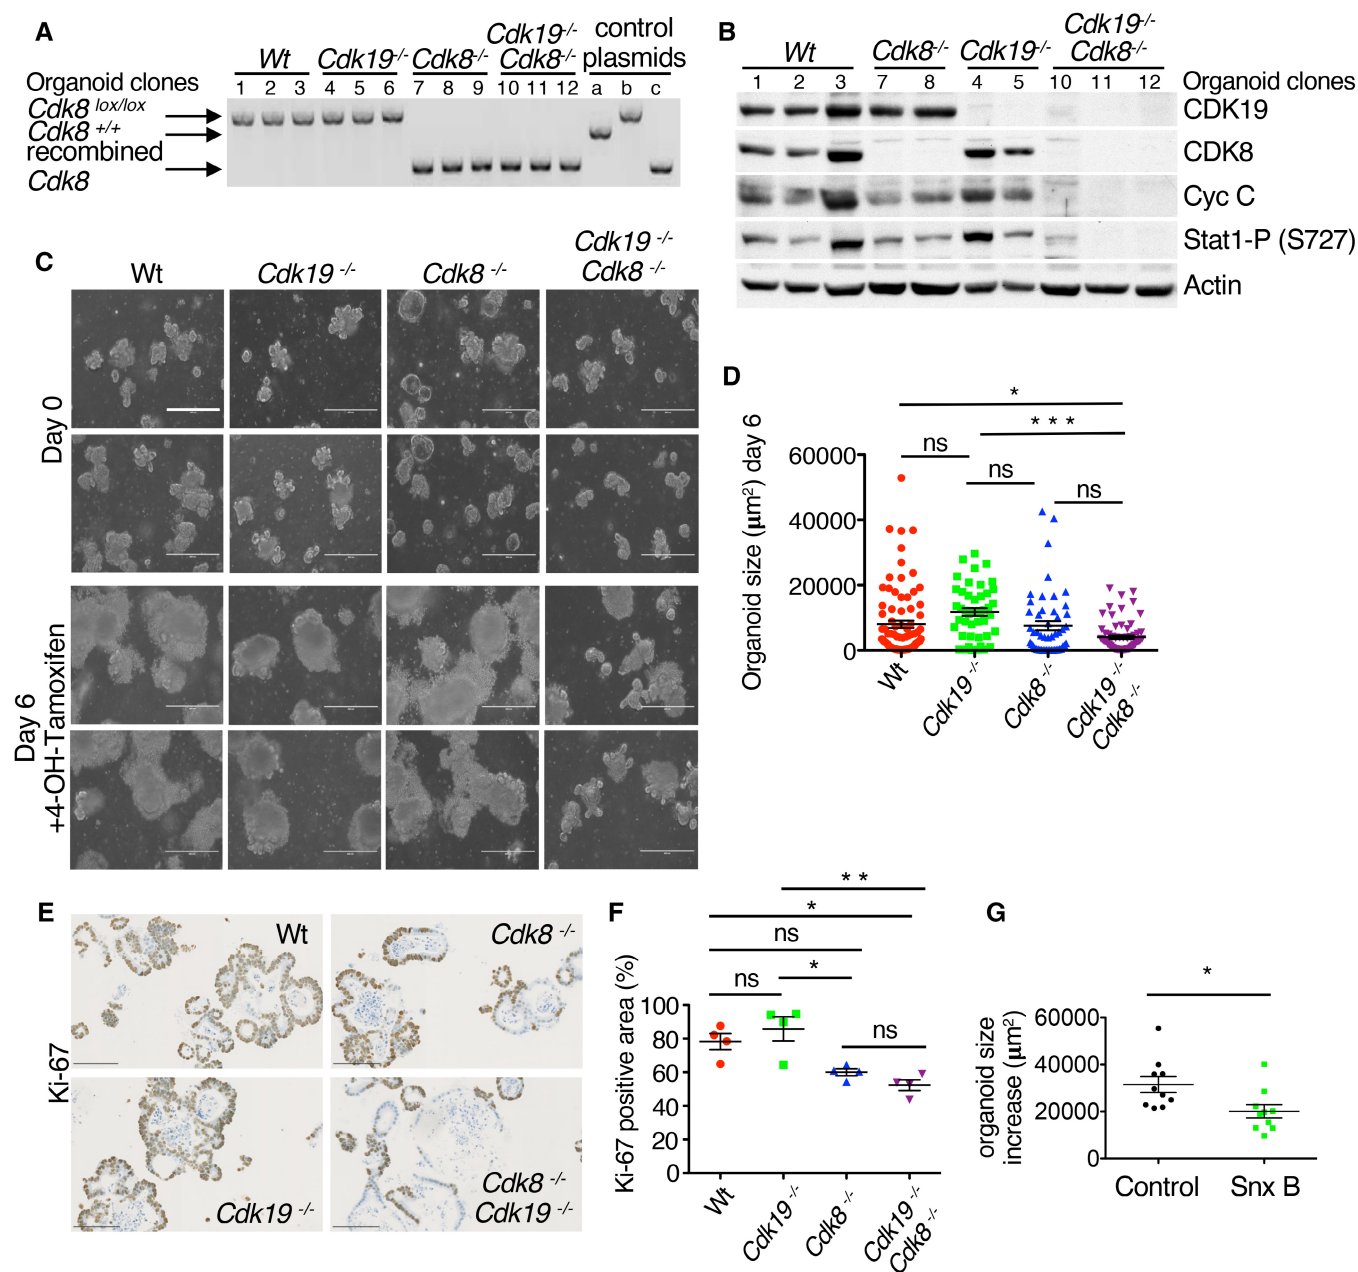 A
Wt
Cdk19-/-
Cdk8-/-
Cdk19-/-
Cdk8-/-
control
plasmids
Organoid clones
1 2 3 4 5 6 7 8 9 10 11 12 a b c
Cdk8 lox/lox
Cdk8 +/+
recombined
Cdk8
B
Wt
Cdk8-/-
Cdk19-/-
Cdk19-/-
Cdk8-/-
1 2 3 7 8 4 5 10 11 12 Organoid clones
CDK19
CDK8
Cyc C
Stat1-P (S727)
Actin
C
Wt
Cdk19 -/-
Cdk8 -/-
Cdk19 -/-
Cdk8 -/-
Day 0
Day 6
+4-OH-Tamoxifen
D
*
* * *
ns
ns
ns
Organoid size (µm²) day 6
60000
40000
20000
0
Wt
Cdk19 -/-
Cdk8 -/-
Cdk19 -/-
Cdk8 -/-
E
Ki-67
Wt
Cdk8 -/-
Cdk19 -/-
Cdk8 -/-
Cdk19 -/-
F
* *
*
ns
ns
*
ns
Ki-67 positive area (%)
100
80
60
40
20
0
Wt
Cdk19 -/-
Cdk8 -/-
Cdk19 -/-
Cdk8 -/-
G
*
organoid size
increase (µm²)
60000
40000
20000
0
Control
Snx B